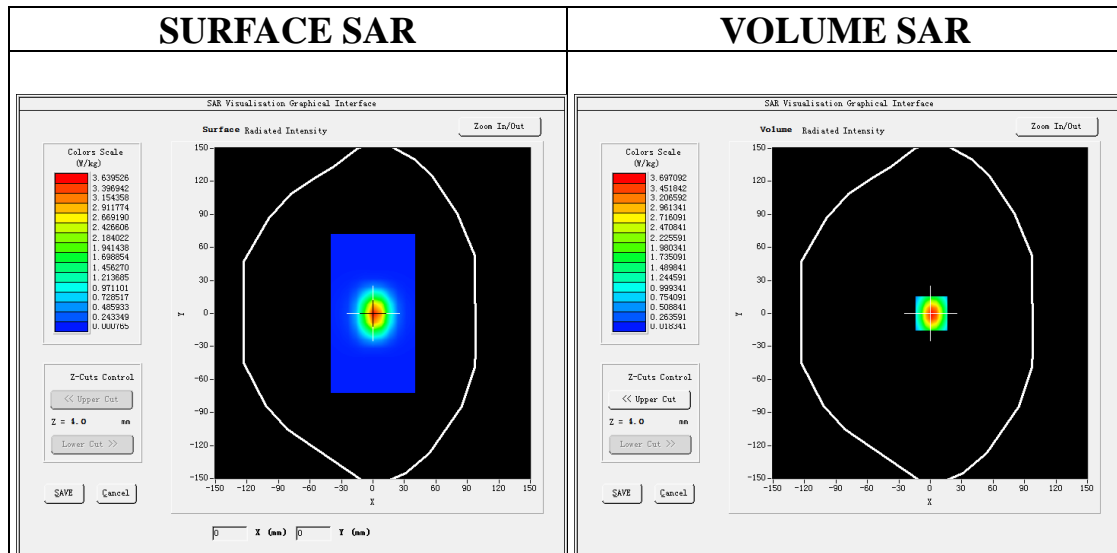 SURFACE SAR
VOLUME SAR
SAR Visualisation Graphical Interface
Surface Radiated Intensity
Zoom In/Out
Colors Scale
(W/kg)
3.639526
3.396942
3.154358
2.911774
2.669190
2.426606
2.184022
1.941438
1.698854
1.456270
1.213685
0.971101
0.728517
0.485933
0.243349
0.000765
Z-Cuts Control
<< Upper Cut
Z = 4.0 mm
Lower Cut >>
SAVE Cancel
150
120
90
60
30
0
-30
-60
-90
-120
-150
Y
-150 -120 -90 -60 -30 0 30 60 90 120 150
X
0 X (mm) 0 Y (mm)
SAR Visualisation Graphical Interface
Volume Radiated Intensity
Zoom In/Out
Colors Scale
(W/kg)
3.697092
3.451842
3.206592
2.961341
2.716091
2.470841
2.225591
1.980341
1.735091
1.489841
1.244591
0.999341
0.754091
0.508841
0.263591
0.018341
Z-Cuts Control
<< Upper Cut
Z = 4.0 mm
Lower Cut >>
SAVE Cancel
150
120
90
60
30
0
-30
-60
-90
-120
-150
Y
-150 -120 -90 -60 -30 0 30 60 90 120 150
X